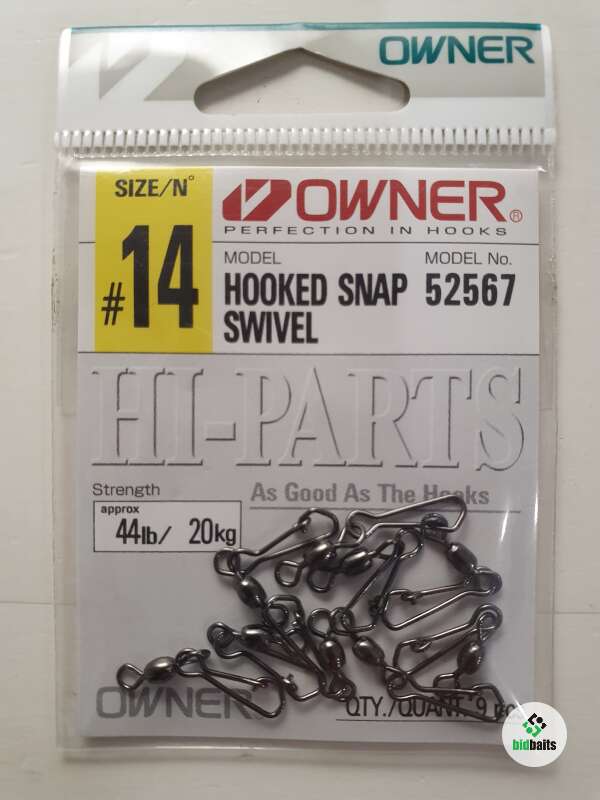 OWNER
SIZE/N°
#14
OWNER®
PERFECTION IN HOOKS
MODEL
HOOKED SNAP
SWIVEL
MODEL No.
52567
HI-PARTS
Strength
As Good As The Hooks
approx
44lb/ 20kg
OWNER
QTY./QUANT. 9
bidbaits